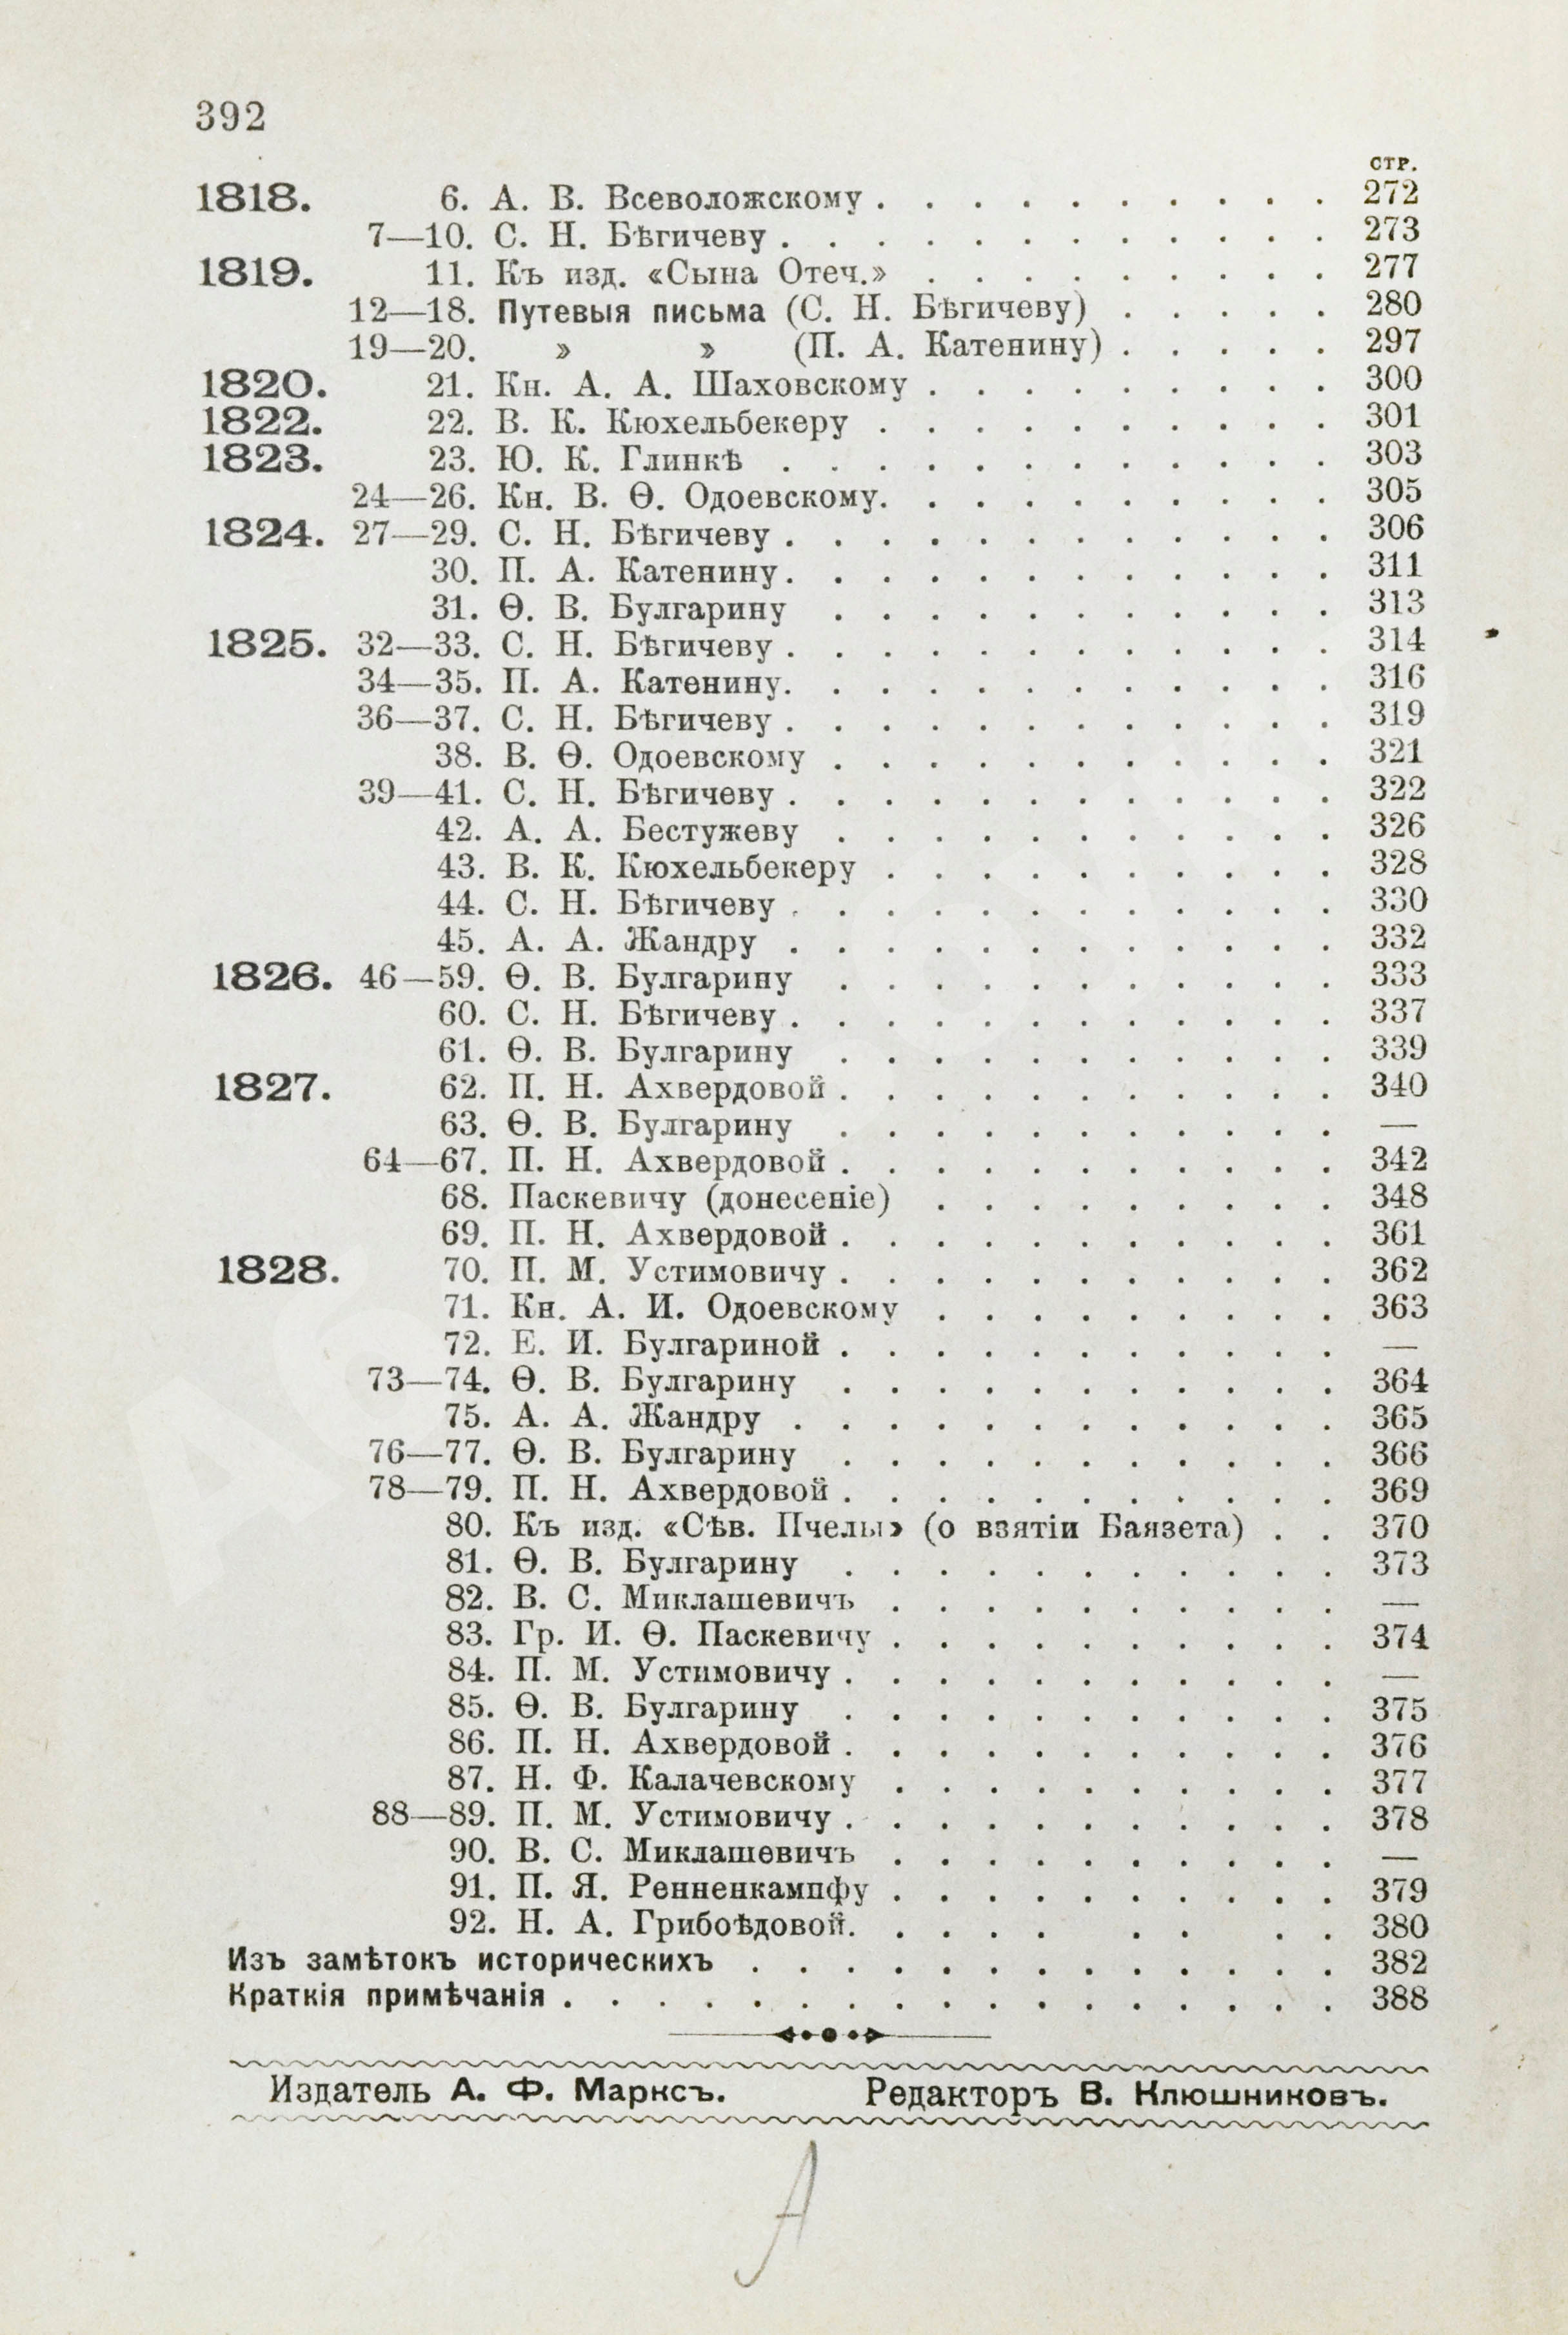 392
СТР.
1818. 6. А. В. Всеволожскому . . . . . . . . . . 272
7—10. С. Н. Бѣгичеву . . . . . . . . . . . . 273
1819. 11. Къ изд. «Сына Отеч.» . . . . . . . . . 277
12—18. Путевыя письма (С. Н. Бѣгичеву) . . . . . 280
19—20. » » (П. А. Катенину) . . . . . 297
1820. 21. Кн. А. А. Шаховскому . . . . . . . . . 300
1822. 22. В. К. Кюхельбекеру . . . . . . . . . . 301
1823. 23. Ю. К. Глинкѣ . . . . . . . . . . . . 303
24—26. Кн. В. Ѳ. Одоевскому. . . . . . . . . . 305
1824. 27—29. С. Н. Бѣгичеву . . . . . . . . . . . . 306
30. П. А. Катенину. . . . . . . . . . . . 311
31. Ѳ. В. Булгарину . . . . . . . . . . . 313
1825. 32—33. С. Н. Бѣгичеву . . . . . . . . . . . . 314
34—35. П. А. Катенину. . . . . . . . . . . . 316
36—37. С. Н. Бѣгичеву . . . . . . . . . . . . 319
38. В. Ѳ. Одоевскому . . . . . . . . . . . 321
39—41. С. Н. Бѣгичеву . . . . . . . . . . . . 322
42. А. А. Бестужеву . . . . . . . . . . . 326
43. В. К. Кюхельбекеру . . . . . . . . . . 328
44. С. Н. Бѣгичеву . . . . . . . . . . . . 330
45. А. А. Жандру . . . . . . . . . . . . 332
1826. 46—59. Ѳ. В. Булгарину . . . . . . . . . . . 333
60. С. Н. Бѣгичеву . . . . . . . . . . . . 337
61. Ѳ. В. Булгарину . . . . . . . . . . . 339
1827. 62. П. Н. Ахвердовой . . . . . . . . . . . 340
63. Ѳ. В. Булгарину . . . . . . . . . . . —
64—67. П. Н. Ахвердовой . . . . . . . . . . . 342
68. Паскевичу (донесеніе) . . . . . . . . . 348
69. П. Н. Ахвердовой . . . . . . . . . . . 361
1828. 70. П. М. Устимовичу . . . . . . . . . . . 362
71. Кн. А. И. Одоевскому . . . . . . . . . 363
72. Е. И. Булгариной . . . . . . . . . . . —
73—74. Ѳ. В. Булгарину . . . . . . . . . . . 364
75. А. А. Жандру . . . . . . . . . . . . 365
76—77. Ѳ. В. Булгарину . . . . . . . . . . . 366
78—79. П. Н. Ахвердовой . . . . . . . . . . . 369
80. Къ изд. «Сѣв. Пчелы» (о взятіи Баязета) . . 370
81. Ѳ. В. Булгарину . . . . . . . . . . . 373
82. В. С. Миклашевичъ . . . . . . . . . . —
83. Гр. И. Ѳ. Паскевичу . . . . . . . . . . 374
84. П. М. Устимовичу . . . . . . . . . . . —
85. Ѳ. В. Булгарину . . . . . . . . . . . 375
86. П. Н. Ахвердовой . . . . . . . . . . . 376
87. Н. Ф. Калачевскому . . . . . . . . . . 377
88—89. П. М. Устимовичу . . . . . . . . . . . 378
90. В. С. Миклашевичъ . . . . . . . . . . —
91. П. Я. Ренненкампфу . . . . . . . . . . 379
92. Н. А. Грибоѣдовой. . . . . . . . . 380
Изъ замѣтокъ историческихъ . . . . . . . . . . . . . 382
Краткія примѣчанія . . . . . . . . . . . . . . . . . 388
Издатель А. Ф. Марксъ. Редакторъ В. Клюшниковъ.
А